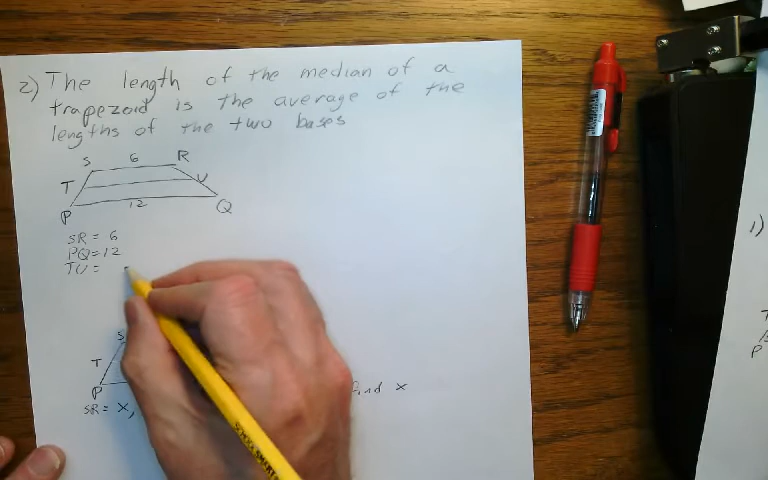 2) The length of the median of a
trapezoid is the average of the
lengths of the two bases
S 6 R
T U
P 12 Q
SR = 6
PQ = 12
TU =
S
T
P
find x
SR = x,
1)
T
P